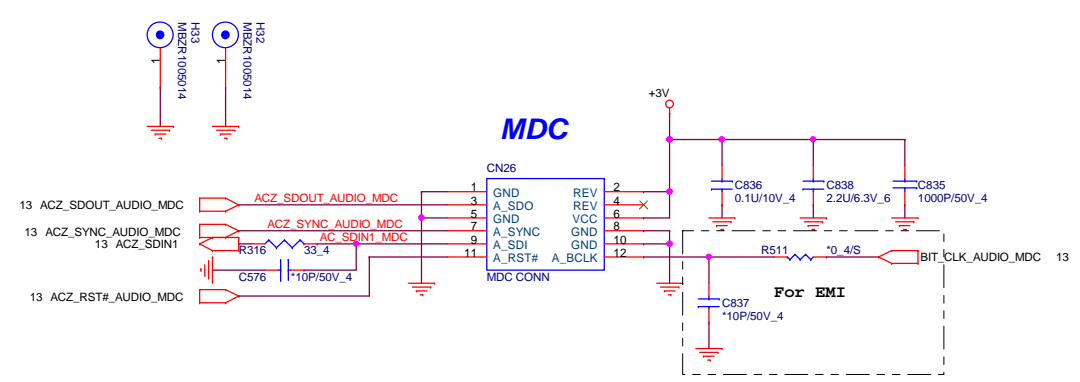 H33
MBZR1005014
1
H32
MBZR1005014
1
MDC
+3V
CN26
1 GND REV 2
3 A_SDO REV 4
5 GND VCC 6
7 A_SYNC GND 8
9 A_SDI GND 10
11 A_RST# A_BCLK 12
MDC CONN
13 ACZ_SDOUT_AUDIO_MDC ACZ_SDOUT_AUDIO_MDC
13 ACZ_SYNC_AUDIO_MDC ACZ_SYNC_AUDIO_MDC
13 ACZ_SDIN1 AC_SDIN1_MDC
R316 33_4
C576 *10P/50V_4
13 ACZ_RST#_AUDIO_MDC
C836
0.1U/10V_4
C838
2.2U/6.3V_6
C835
1000P/50V_4
R511 *0_4/S
BIT_CLK_AUDIO_MDC 13
For EMI
C837
*10P/50V_4